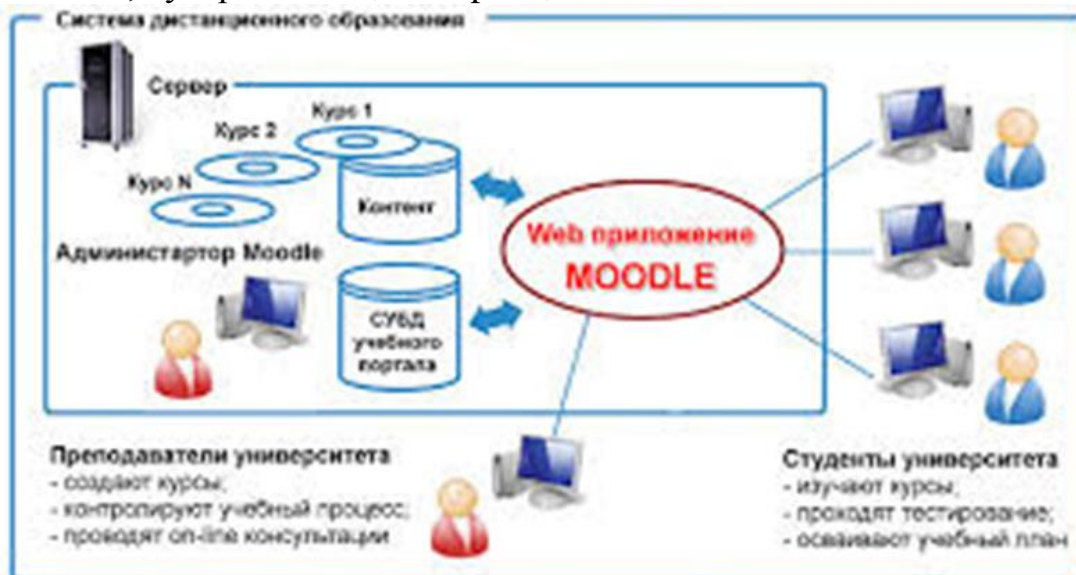 Система дистанционного образования
Сервер
Курс 1
Курс 2
Курс N
Контент
Администартор Moodle
Web приложение
MOODLE
СУБД
учебного
портала
Преподаватели университета
- создают курсы;
- контролируют учебный процесс;
- проводят on-line консультации
Студенты университета
- изучают курсы;
- проходят тестирование;
- осваивают учебный план